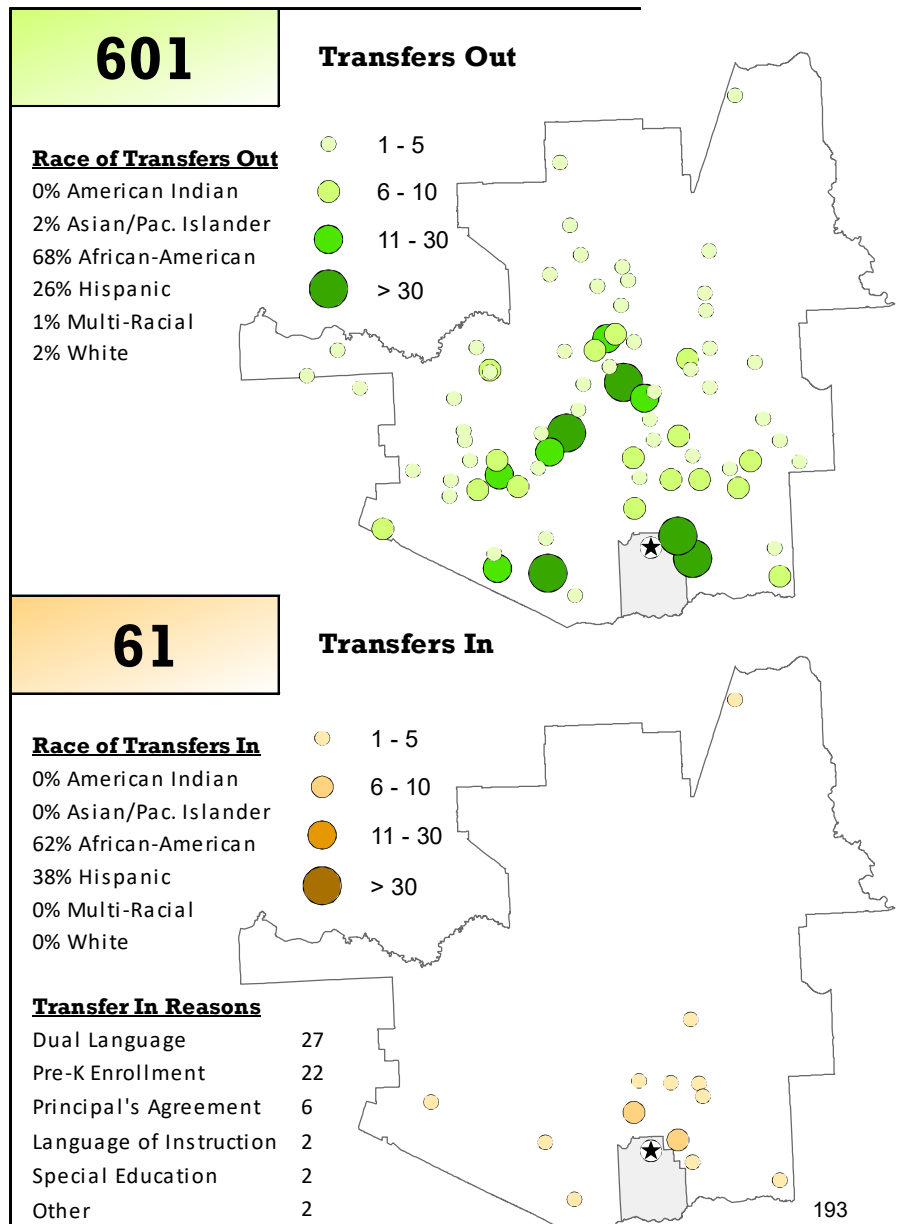 601
Transfers Out
Race of Transfers Out
0% American Indian
2% Asian/Pac. Islander
68% African-American
26% Hispanic
1% Multi-Racial
2% White
1 - 5
6 - 10
11 - 30
> 30
61
Transfers In
Race of Transfers In
0% American Indian
0% Asian/Pac. Islander
62% African-American
38% Hispanic
0% Multi-Racial
0% White
1 - 5
6 - 10
11 - 30
> 30
Transfer In Reasons
Dual Language 27
Pre-K Enrollment 22
Principal's Agreement 6
Language of Instruction 2
Special Education 2
Other 2
193